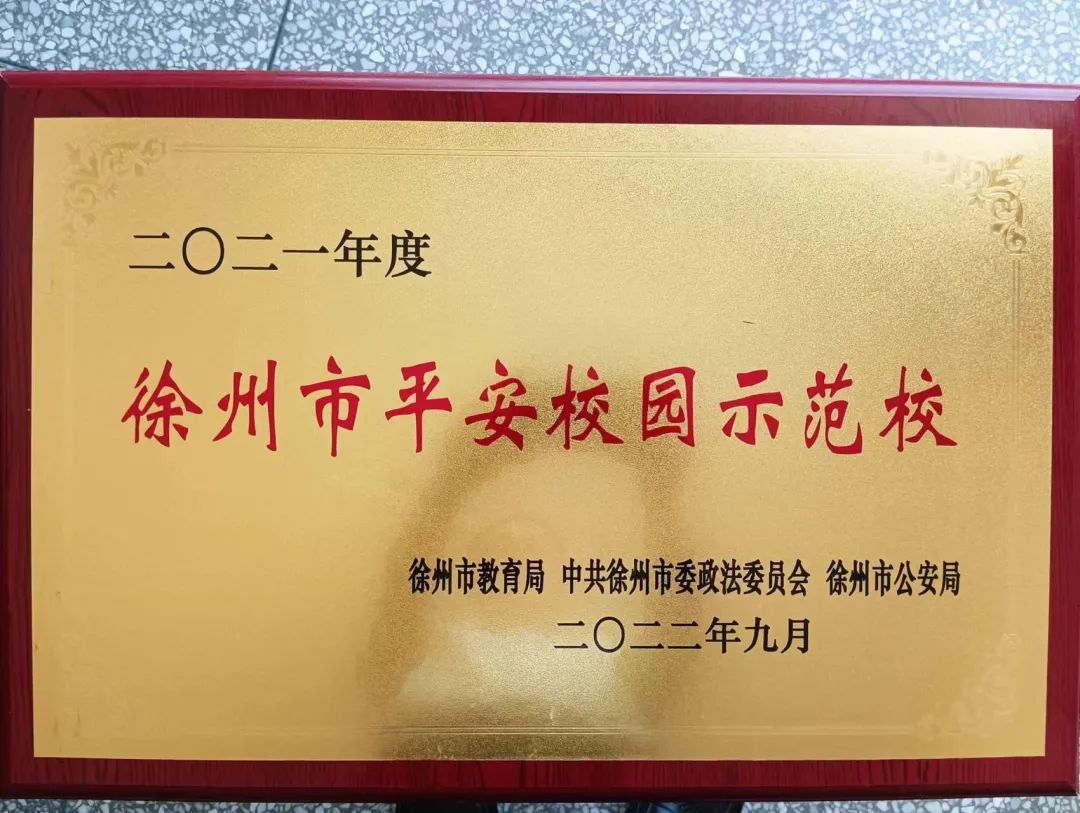 二〇二一年度
徐州市平安校园示范校
徐州市教育局 中共徐州市委政法委员会 徐州市公安局
二〇二二年九月